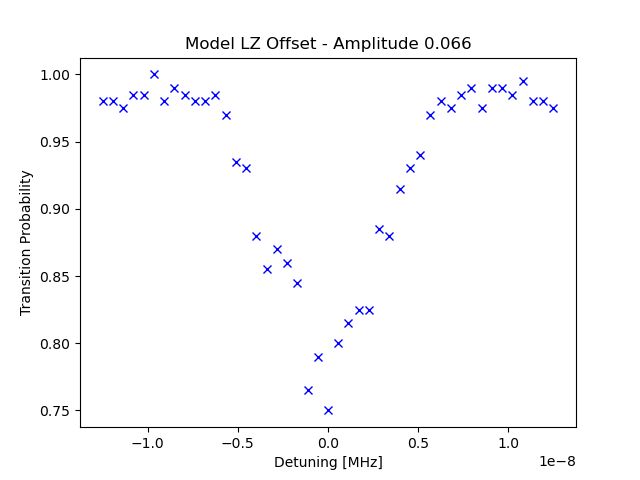 Model LZ Offset - Amplitude 0.066
1.00
0.95
0.90
0.85
0.80
0.75
Transition Probability
−1.0 −0.5 0.0 0.5 1.0
1e−8
Detuning [MHz]